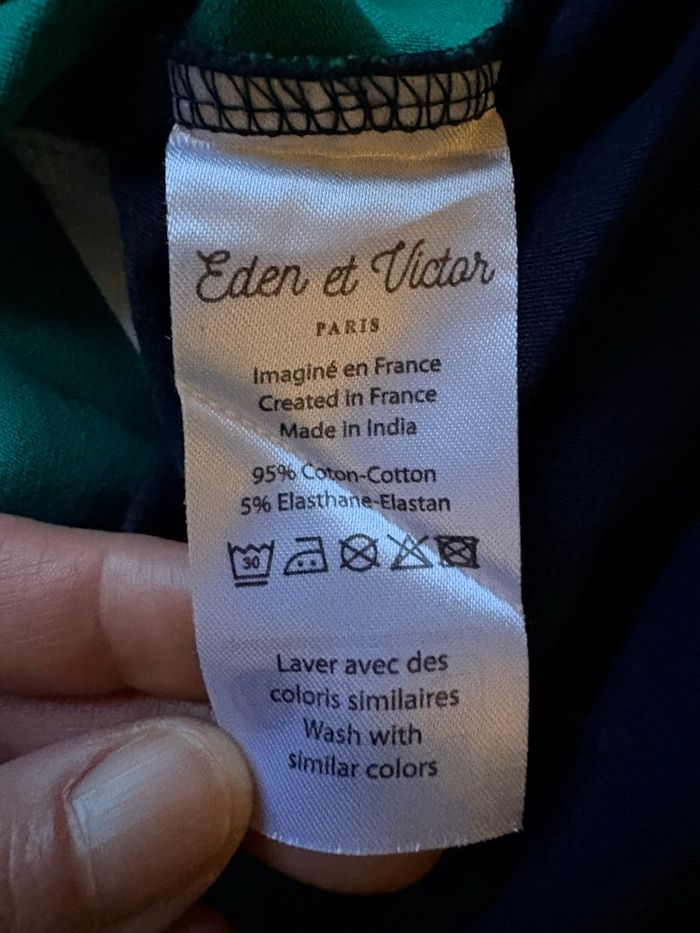 Eden et Victor
PARIS
Imaginé en France
Created in France
Made in India
95% Coton-Cotton
5% Elasthane-Elastan
30
Laver avec des
coloris similaires
Wash with
similar colors